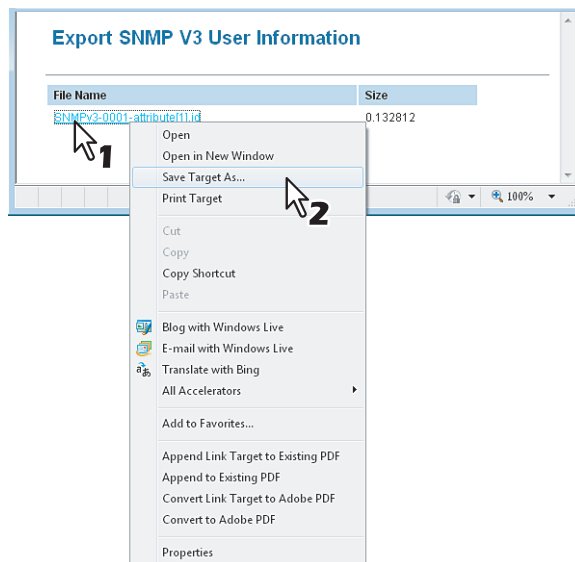 Export SNMP V3 User Information
File Name Size
SNMPv3-0001-attribute[1].id 0.132812
1
Open
Open in New Window
Save Target As...
2
Print Target
100%
Cut
Copy
Copy Shortcut
Paste
Blog with Windows Live
E-mail with Windows Live
Translate with Bing
All Accelerators
Add to Favorites...
Append Link Target to Existing PDF
Append to Existing PDF
Convert Link Target to Adobe PDF
Convert to Adobe PDF
Properties